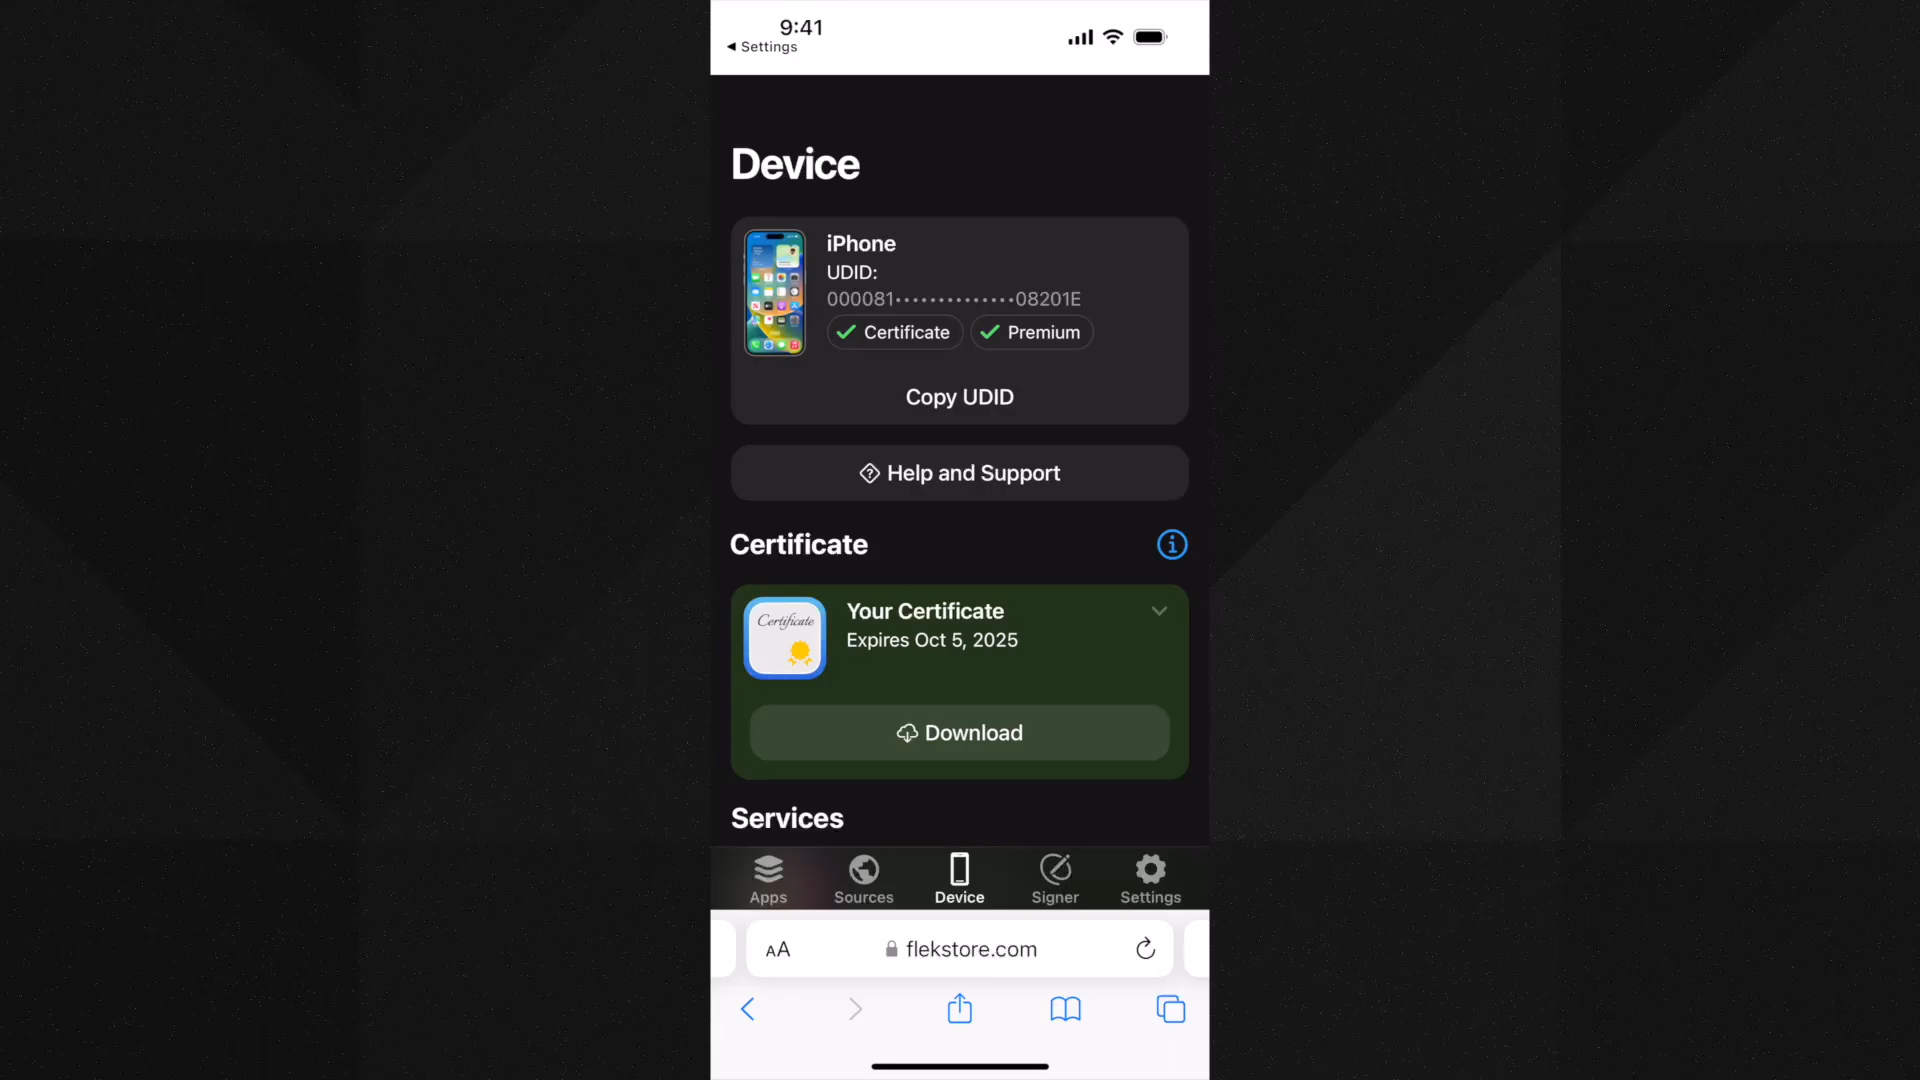 9:41
◀ Settings
Device
iPhone
UDID:
000081••••••••••••••08201E
Certificate
Premium
Copy UDID
Help and Support
Certificate
Certificate
Your Certificate
Expires Oct 5, 2025
Download
Services
Apps
Sources
Device
Signer
Settings
AA
flekstore.com